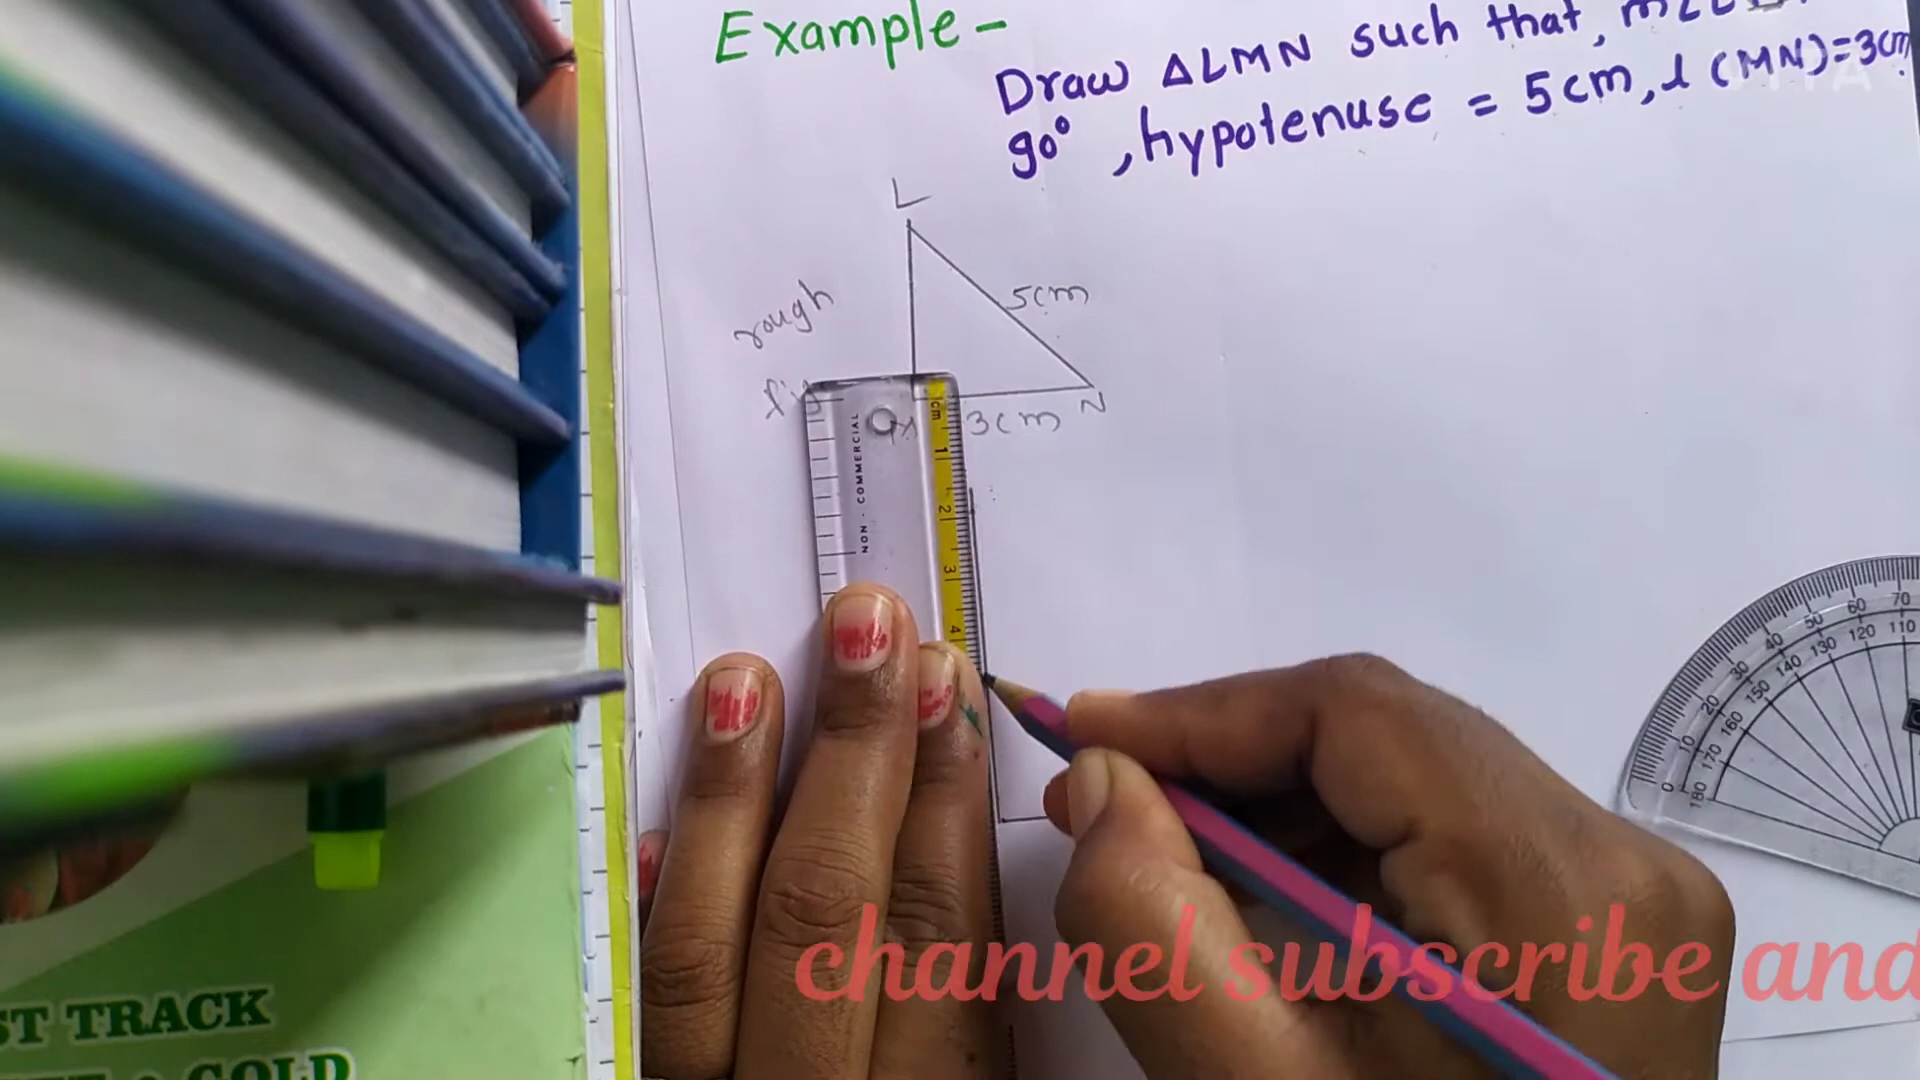 Example -
Draw ΔLMN such that,
90°, hypotenuse = 5cm, l(MN)=3cm
L
rough
5cm
fig
M
3cm
N
cm 1 2 3 4
NON - COMMERCIAL
0 10 20 30 40 50 60 70
180 170 160 150 140 130 120 110
channel subscribe and
ST TRACK
GOLD